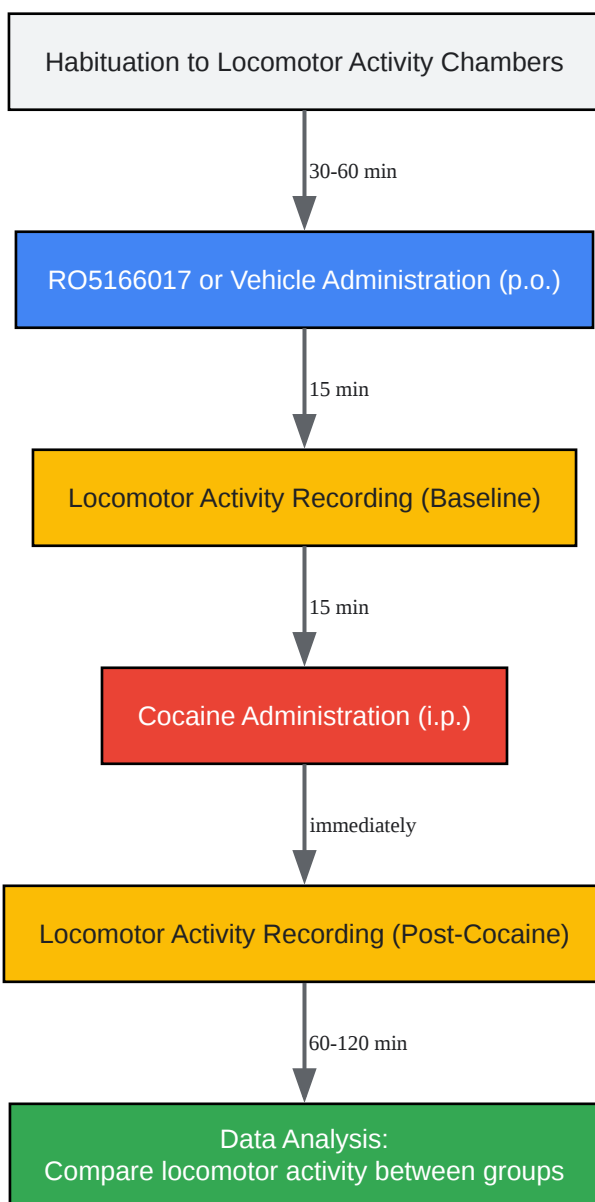 Habituation to Locomotor Activity Chambers
30-60 min
RO5166017 or Vehicle Administration (p.o.)
15 min
Locomotor Activity Recording (Baseline)
15 min
Cocaine Administration (i.p.)
immediately
Locomotor Activity Recording (Post-Cocaine)
60-120 min
Data Analysis:
Compare locomotor activity between groups